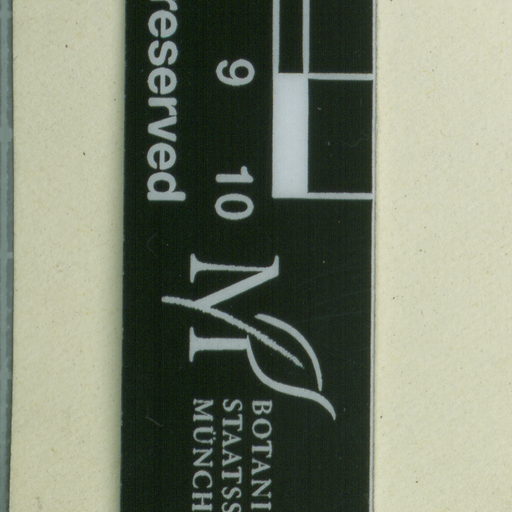 9 10
reserved
BOTANI
STAATSS
MÜNCH